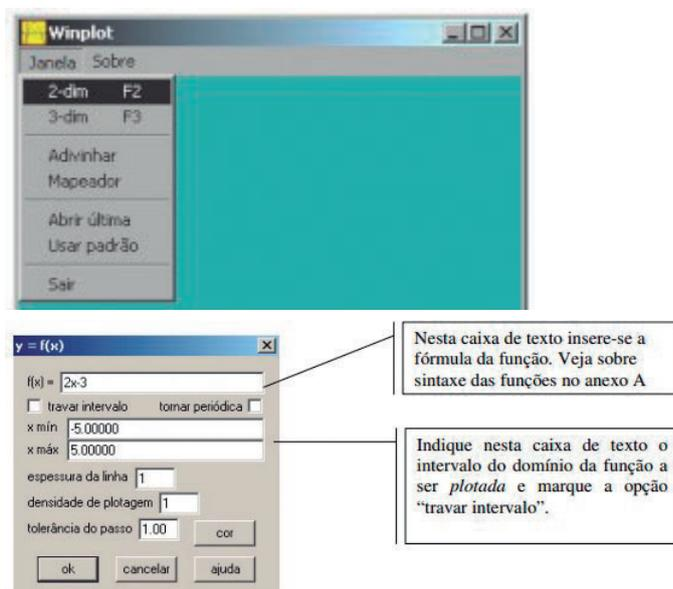 Winplot
Janela Sobre
2-dim F2
3-dim F3
Adivinhar
Mapeador
Abrir última
Usar padrão
Sair
y = f(x)
f(x) = 2x-3
travar intervalo tornar periódica
x mín -5.00000
x máx 5.00000
espessura da linha 1
densidade de plotagem 1
tolerância do passo 1.00 cor
ok cancelar ajuda
Nesta caixa de texto insere-se a
fórmula da função. Veja sobre
sintaxe das funções no anexo A
Indique nesta caixa de texto o
intervalo do domínio da função a
ser plotada e marque a opção
“travar intervalo”.